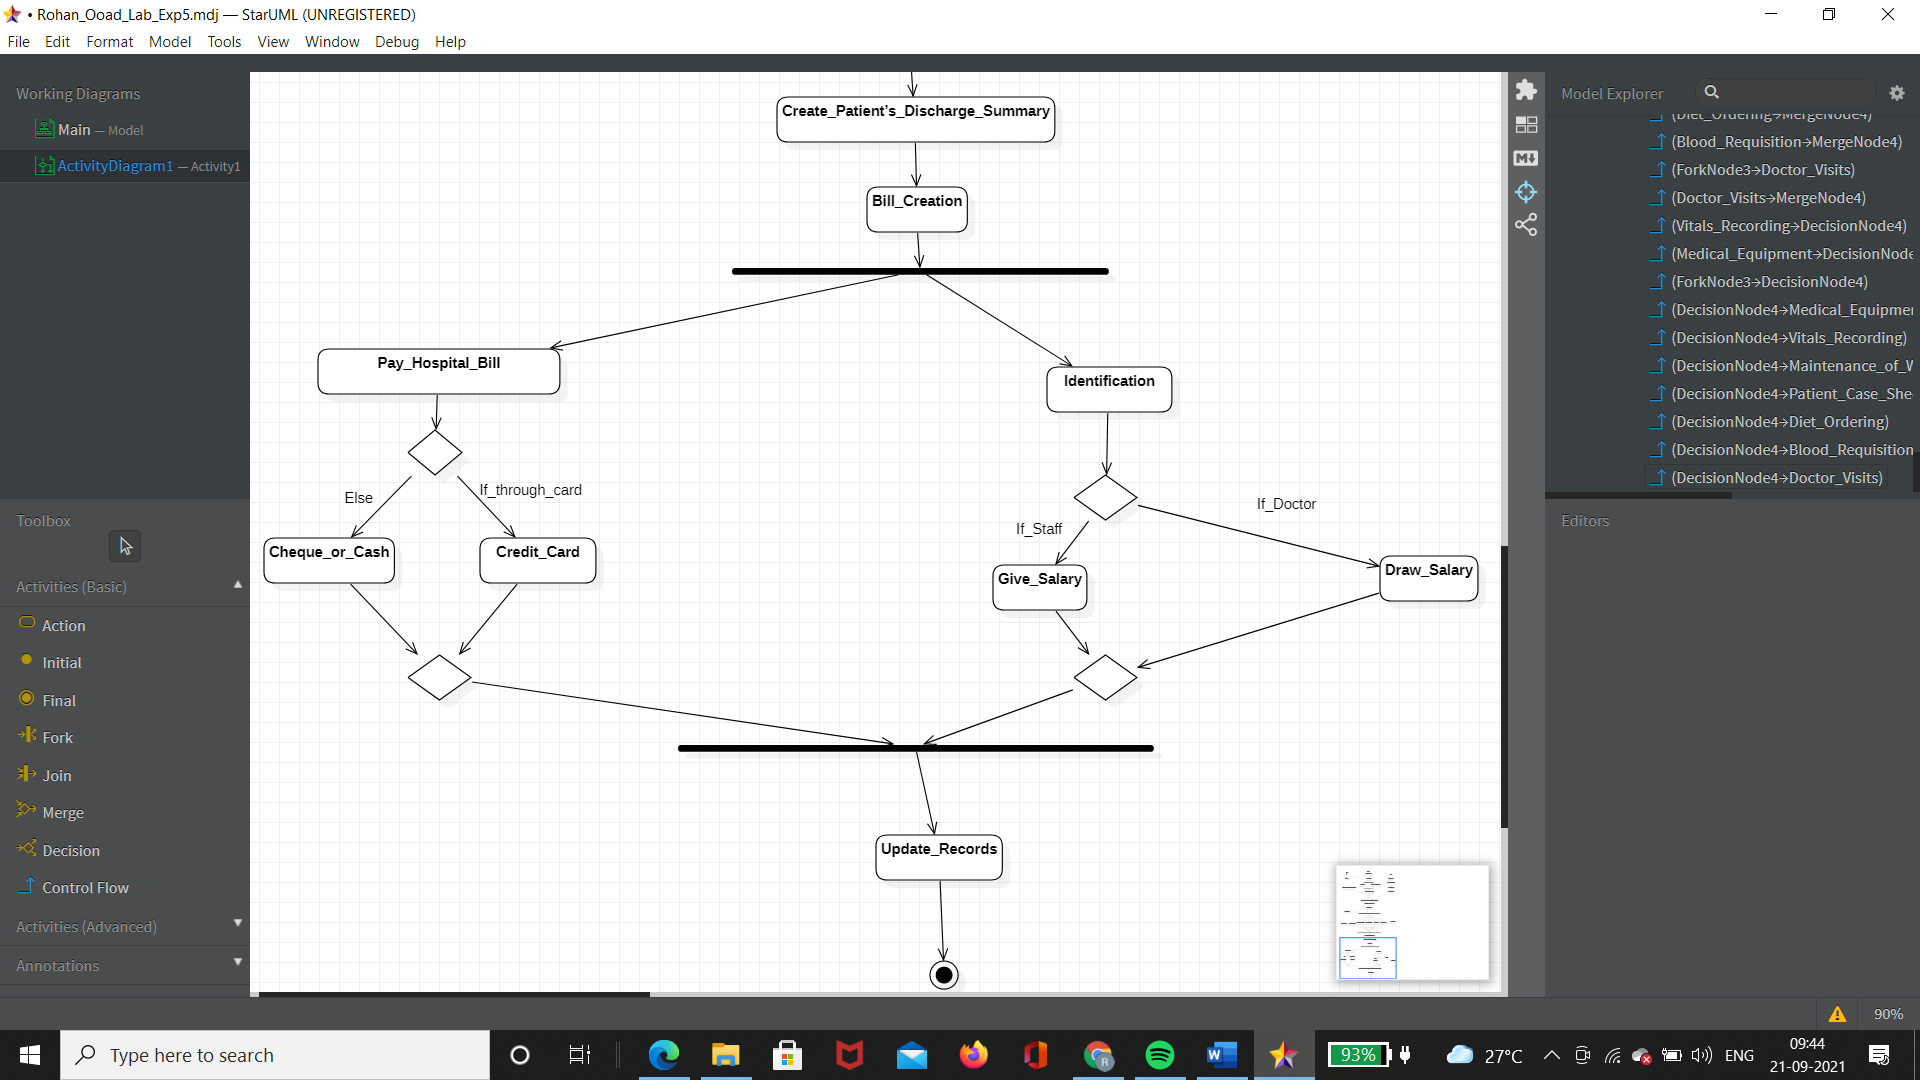 • Rohan_Ooad_Lab_Exp5.mdj — StarUML (UNREGISTERED)
File Edit Format Model Tools View Window Debug Help
Working Diagrams
Main — Model
ActivityDiagram1 — Activity1
Toolbox
Activities (Basic)
Action
Initial
Final
Fork
Join
Merge
Decision
Control Flow
Activities (Advanced)
Annotations
Create_Patient’s_Discharge_Summary
Bill_Creation
Pay_Hospital_Bill
Identification
Else
If_through_card
If_Staff
If_Doctor
Cheque_or_Cash
Credit_Card
Give_Salary
Draw_Salary
Update_Records
M↓
Model Explorer
(Diet_Ordering→MergeNode4)
(Blood_Requisition→MergeNode4)
(ForkNode3→Doctor_Visits)
(Doctor_Visits→MergeNode4)
(Vitals_Recording→DecisionNode4)
(Medical_Equipment→DecisionNode
(ForkNode3→DecisionNode4)
(DecisionNode4→Medical_Equipmen
(DecisionNode4→Vitals_Recording)
(DecisionNode4→Maintenance_of_W
(DecisionNode4→Patient_Case_She
(DecisionNode4→Diet_Ordering)
(DecisionNode4→Blood_Requisition
(DecisionNode4→Doctor_Visits)
Editors
90%
Type here to search
93%
27°C
ENG
09:44
21-09-2021